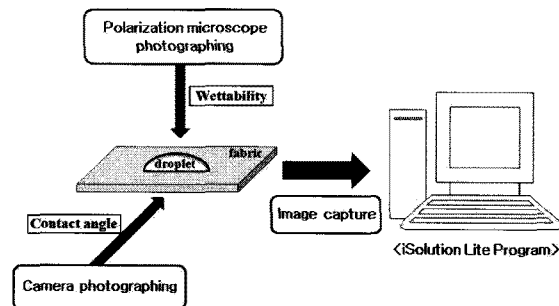 Polarization microscope
photographing
Wettability
droplet
fabric
Contact angle
Image capture
Camera photographing
<iSolution Lite Program>